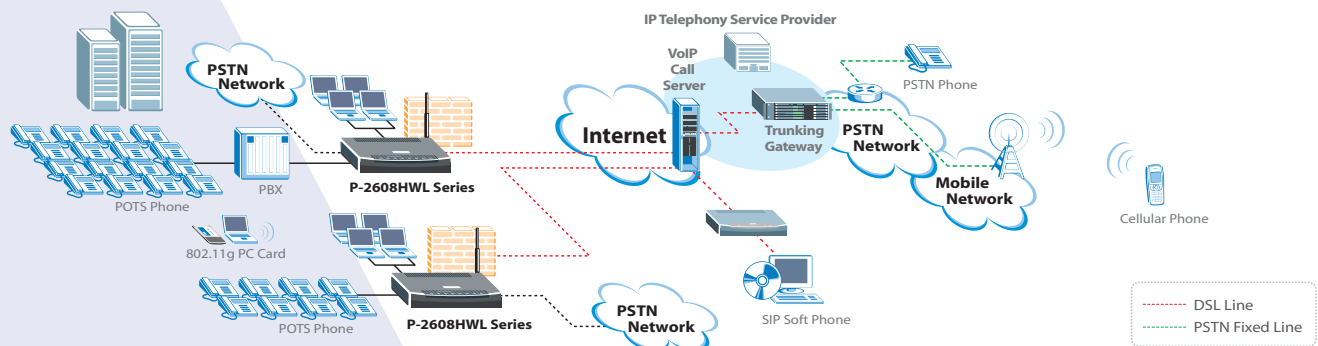 IP Telephony Service Provider
PSTN
Network
VoIP
Call
Server
PSTN Phone
Internet
Trunking
Gateway
PSTN
Network
PBX
P-2608HWL Series
POTS Phone
Mobile
Network
Cellular Phone
802.11g PC Card
PSTN
Network
SIP Soft Phone
P-2608HWL Series
POTS Phone
DSL Line
PSTN Fixed Line